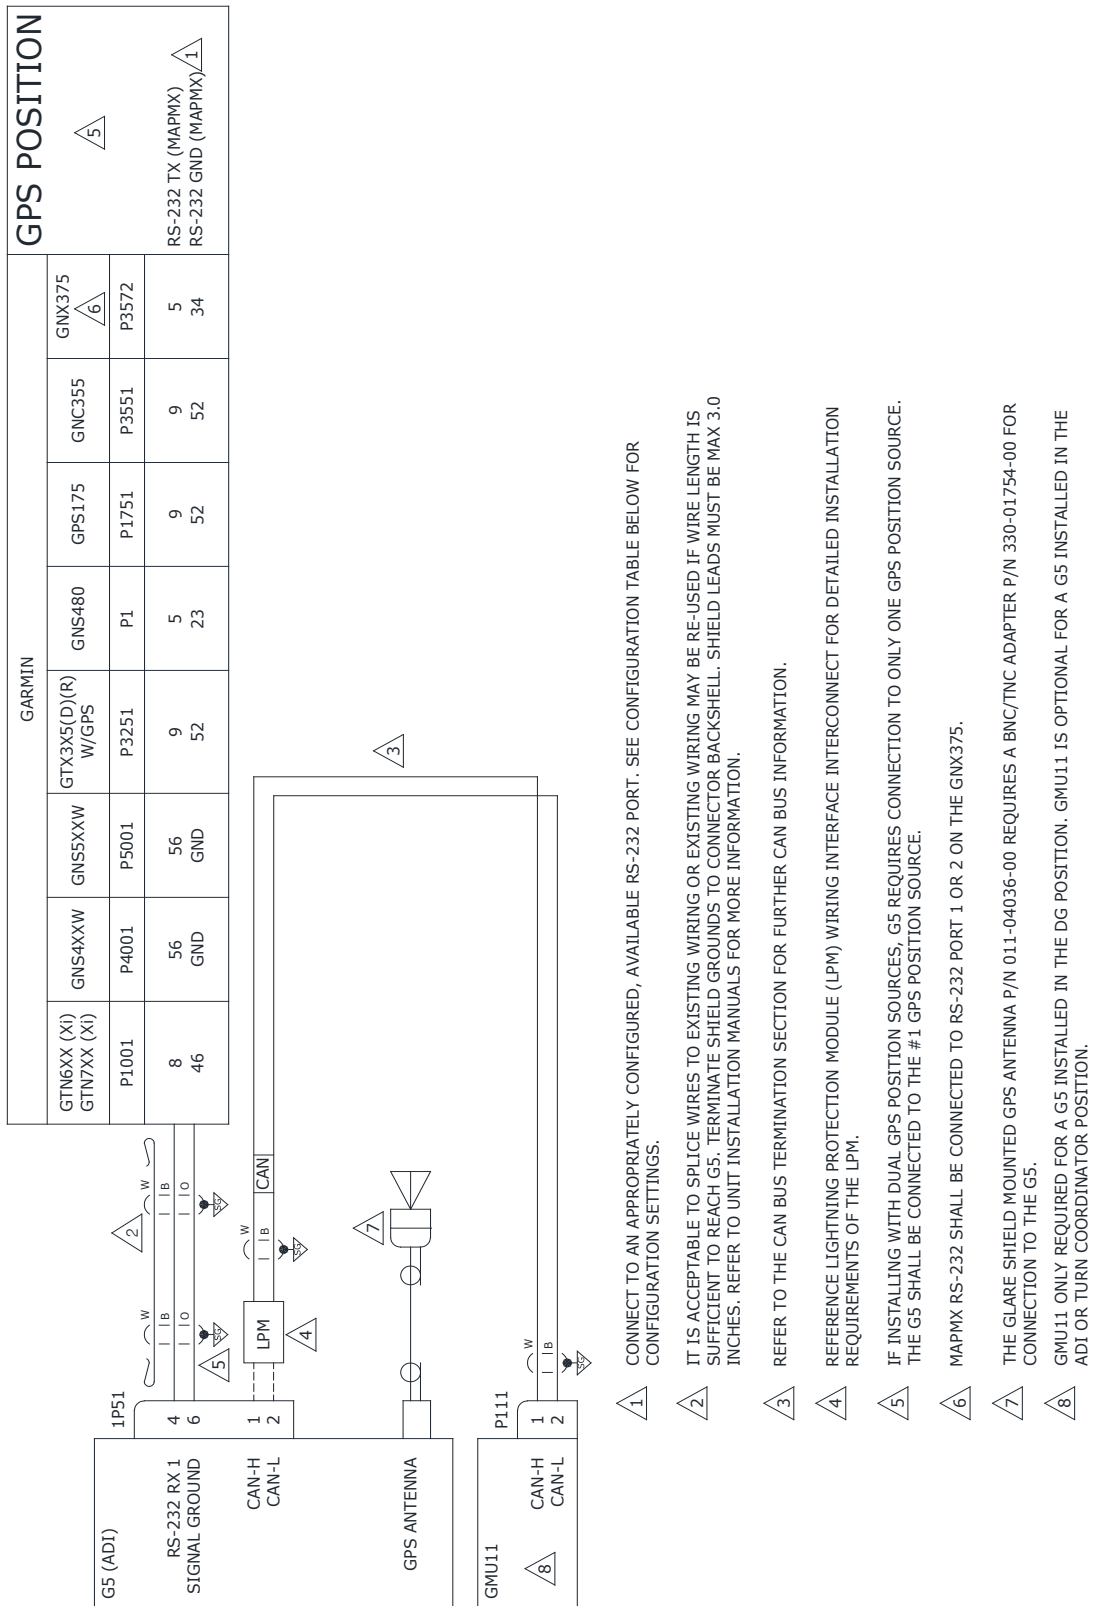 GARMIN
GPS POSITION
5
GTN6XX (Xi)
GTN7XX (Xi)
GNS4XXW
GNS5XXW
GTX3X5(D)(R)
W/GPS
GNS480
GPS175
GNC355
GNX375
6
P1001
P4001
P5001
P3251
P1
P1751
P3551
P3572
8 56 56 9 5 9 9 5 RS-232 TX (MAPMX)
46 GND GND 52 23 52 52 34 RS-232 GND (MAPMX) 1
G5 (ADI)
1P51
RS-232 RX 1 4
SIGNAL GROUND 6
W
B
O
SG
5
2
W
B
O
SG
CAN-H 1
CAN-L 2
LPM
4
W
B
SG
CAN
3
GPS ANTENNA
7
GMU11
8
P111
CAN-H 1
CAN-L 2
W
B
SG
1 CONNECT TO AN APPROPRIATELY CONFIGURED, AVAILABLE RS-232 PORT. SEE CONFIGURATION TABLE BELOW FOR
CONFIGURATION SETTINGS.
2 IT IS ACCEPTABLE TO SPLICE WIRES TO EXISTING WIRING OR EXISTING WIRING MAY BE RE-USED IF WIRE LENGTH IS
SUFFICIENT TO REACH G5. TERMINATE SHIELD GROUNDS TO CONNECTOR BACKSHELL. SHIELD LEADS MUST BE MAX 3.0
INCHES. REFER TO UNIT INSTALLATION MANUALS FOR MORE INFORMATION.
3 REFER TO THE CAN BUS TERMINATION SECTION FOR FURTHER CAN BUS INFORMATION.
4 REFERENCE LIGHTNING PROTECTION MODULE (LPM) WIRING INTERFACE INTERCONNECT FOR DETAILED INSTALLATION
REQUIREMENTS OF THE LPM.
5 IF INSTALLING WITH DUAL GPS POSITION SOURCES, G5 REQUIRES CONNECTION TO ONLY ONE GPS POSITION SOURCE.
THE G5 SHALL BE CONNECTED TO THE #1 GPS POSITION SOURCE.
6 MAPMX RS-232 SHALL BE CONNECTED TO RS-232 PORT 1 OR 2 ON THE GNX375.
7 THE GLARE SHIELD MOUNTED GPS ANTENNA P/N 011-04036-00 REQUIRES A BNC/TNC ADAPTER P/N 330-01754-00 FOR
CONNECTION TO THE G5.
8 GMU11 ONLY REQUIRED FOR A G5 INSTALLED IN THE DG POSITION. GMU11 IS OPTIONAL FOR A G5 INSTALLED IN THE
ADI OR TURN COORDINATOR POSITION.